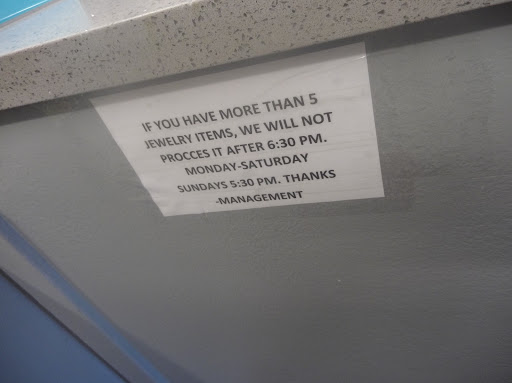 IF YOU HAVE MORE THAN 5
JEWELRY ITEMS, WE WILL NOT
PROCCES IT AFTER 6:30 PM.
MONDAY-SATURDAY
SUNDAYS 5:30 PM. THANKS
-MANAGEMENT